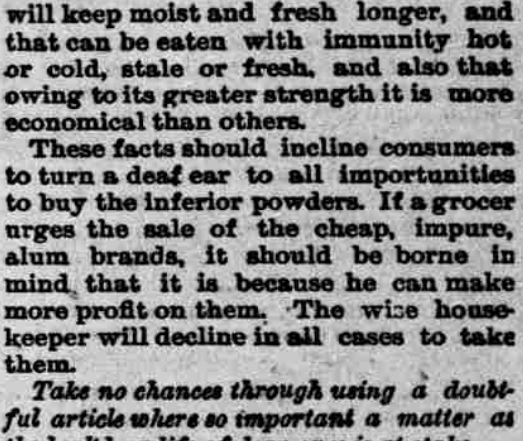 will keep moist and fresh longer, and
that can be eaten with immunity hot
or cold, stale or fresh, and also that
owing to its greater strength it is more
economical than others.
These facts should incline consumers
to turn a deaf ear to all importunities
to buy the inferior powders. If a grocer
urges the sale of the cheap, impure,
alum brands, it should be borne in
mind that it is because he can make
more profit on them. The wise house-
keeper will decline in all cases to take
them.
Take no chances through using a doubt-
ful article where so important a matter as